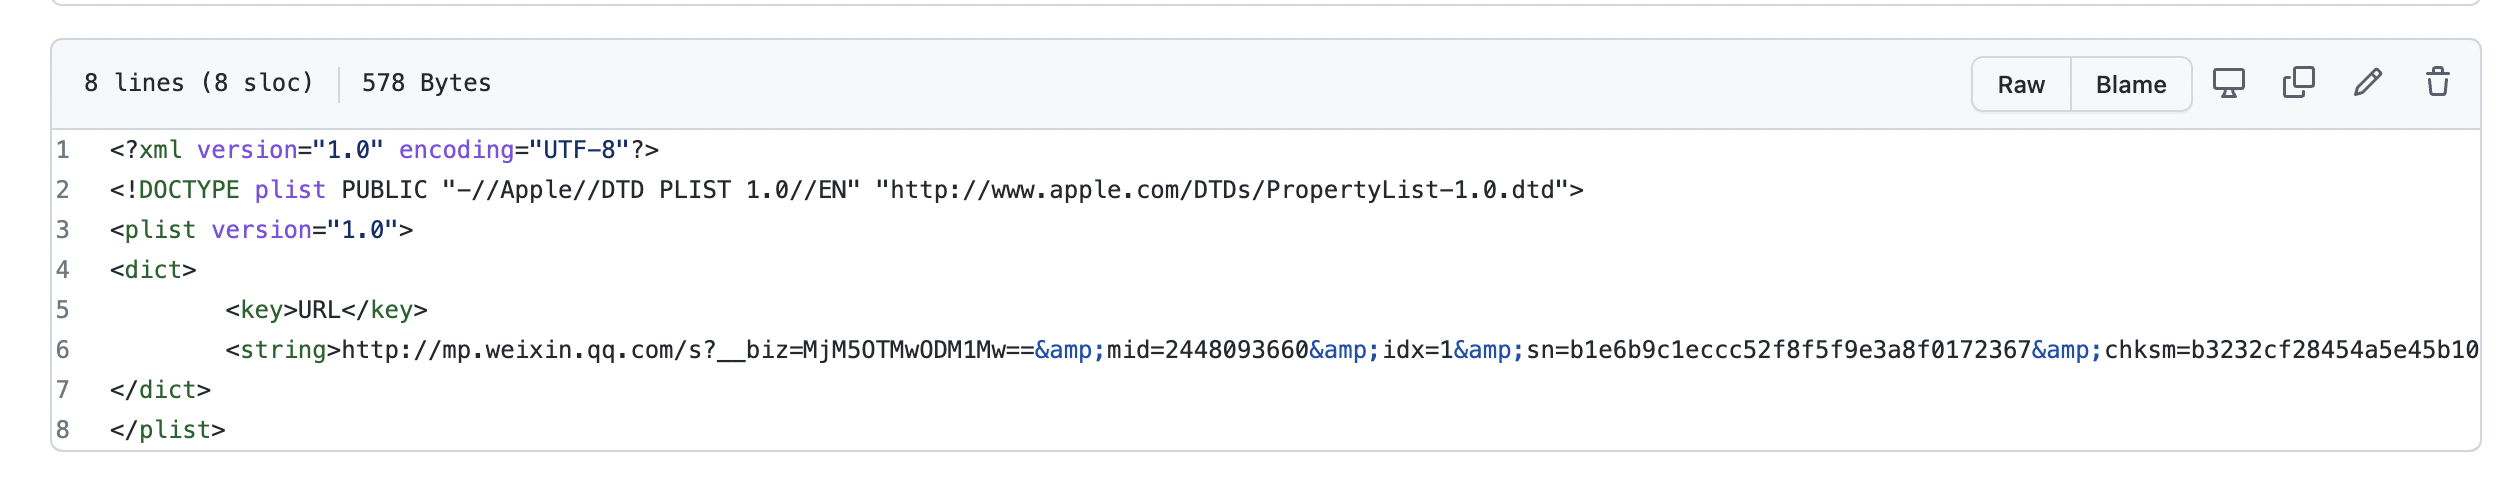 8 lines (8 sloc) 578 Bytes Raw Blame
1 <?xml version="1.0" encoding="UTF-8"?>
2 <!DOCTYPE plist PUBLIC "-//Apple//DTD PLIST 1.0//EN" "http://www.apple.com/DTDs/PropertyList-1.0.dtd">
3 <plist version="1.0">
4 <dict>
5 <key>URL</key>
6 <string>http://mp.weixin.qq.com/s?__biz=MjM5OTMwODM1Mw==&amp;mid=2448093660&amp;idx=1&amp;sn=b1e6b9c1eccc52f8f5f9e3a8f0172367&amp;chksm=b3232cf28454a5e45b10
7 </dict>
8 </plist>